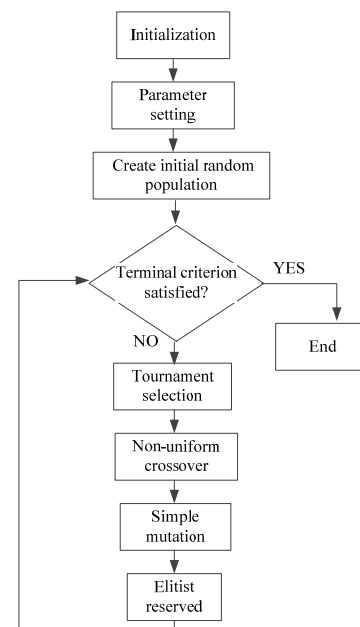 Initialization
Parameter
setting
Create initial random
population
Terminal criterion
satisfied?
YES
End
NO
Tournament
selection
Non-uniform
crossover
Simple
mutation
Elitist
reserved